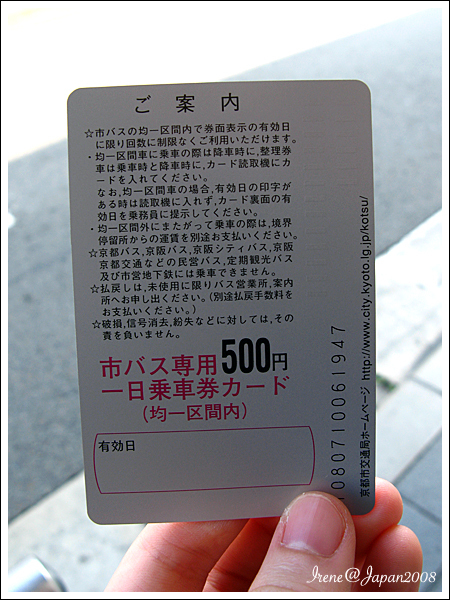 ご案内
☆市バスの均一区間内で券面表示の有効日
に限り回数に制限なくご利用いただけます。
・均一区間車に乗車の際は降車時に,整理券
車は乗車時と降車時に,カード読取機にカ
ードを入れてください。
なお,均一区間車の場合,有効日の印字が
ある時は読取機に入れず,カード裏面の有
効日を乗務員に提示してください。
・均一区間外にまたがって乗車の際は,境界
停留所からの運賃を別途お支払いください。
☆京都バス,京阪バス,京阪シティバス,京阪
京都交通などの民営バス,定期観光バス
及び市営地下鉄には乗車できません。
☆払戻しは,未使用に限りバス営業所,案内
所へお申し出ください。(別途払戻手数料を
お支払いください。)
☆破損,信号消去,紛失などに対しては,その
責を負いません。
市バス専用500円
一日乗車券カード
(均一区間内)
有効日
京都市交通局ホームページ http://www.city.kyoto.lg.jp/kotsu/
080710061947
Irene@Japan2008